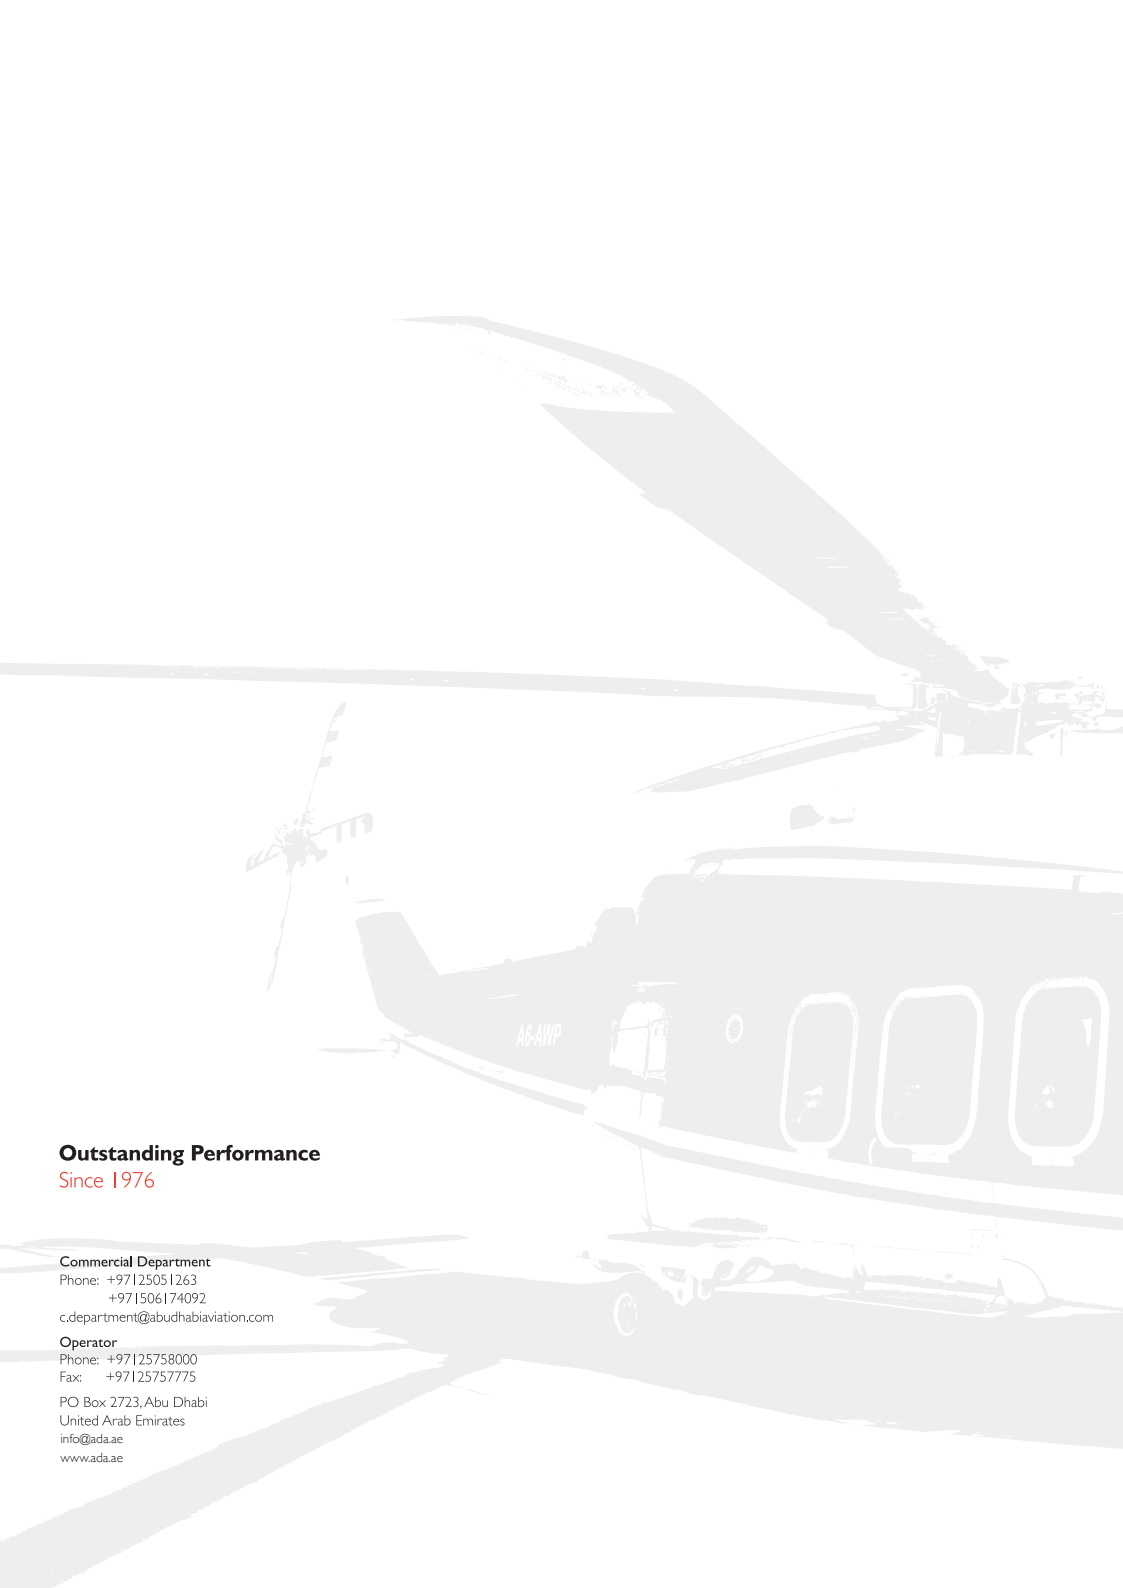 A6-AWP
Outstanding Performance
Since 1976
Commercial Department
Phone: +97125051263
+971506174092
c.department@abudhabiaviation.com
Operator
Phone: +97125758000
Fax: +97125757775
PO Box 2723, Abu Dhabi
United Arab Emirates
info@ada.ae
www.ada.ae